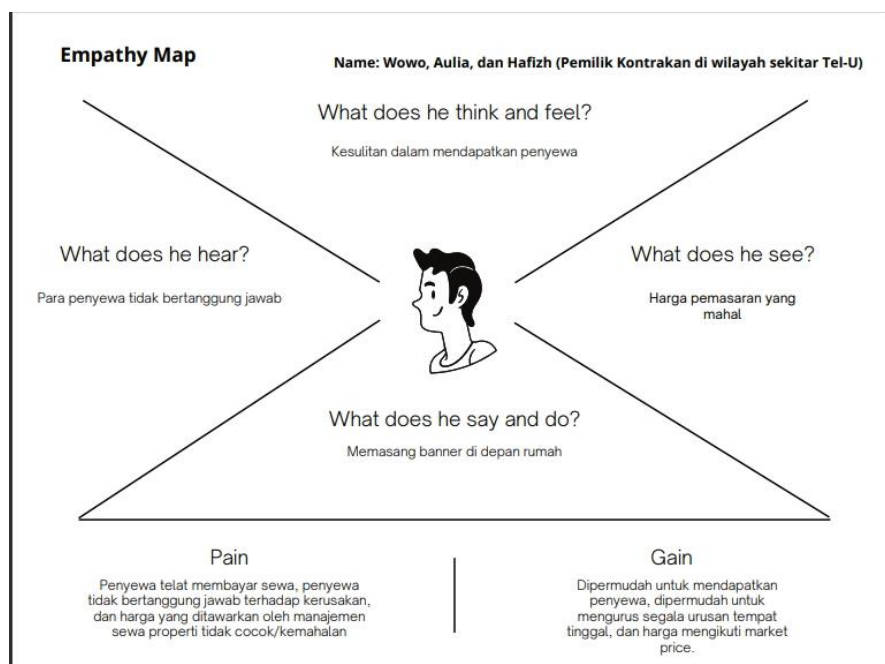 Empathy Map
Name: Wowo, Aulia, dan Hafizh (Pemilik Kontrakan di wilayah sekitar Tel-U)
What does he think and feel?
Kesulitan dalam mendapatkan penyewa
What does he hear?
Para penyewa tidak bertanggung jawab
What does he see?
Harga pemasaran yang
mahal
What does he say and do?
Memasang banner di depan rumah
Pain
Penyewa telat membayar sewa, penyewa
tidak bertanggung jawab terhadap kerusakan,
dan harga yang ditawarkan oleh manajemen
sewa properti tidak cocok/kemahalan
Gain
Dipermudah untuk mendapatkan
penyewa, dipermudah untuk
mengurus segala urusan tempat
tinggal, dan harga mengikuti market
price.